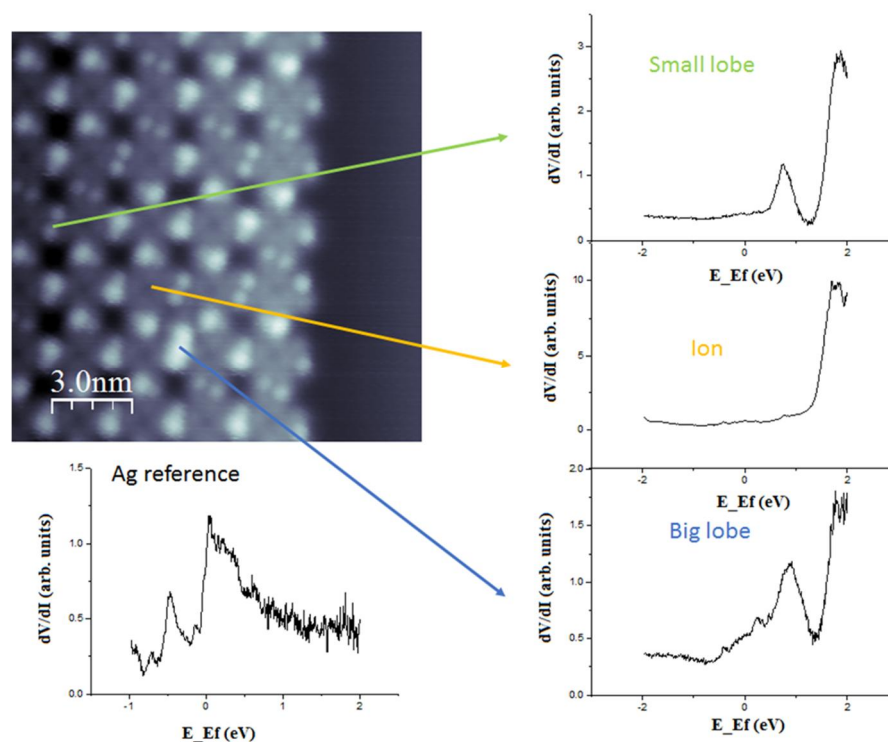 3.0nm
Small lobe
dV/dI (arb. units)
3
2
1
0
-2
0
2
E_Ef (eV)
Ion
dV/dI (arb. units)
10
5
0
-2
0
2
E_Ef (eV)
Big lobe
dV/dI (arb. units)
2.0
1.5
1.0
0.5
0.0
-2
0
2
E_Ef (eV)
Ag reference
dV/dI (arb. units)
1.5
1.0
0.5
0.0
-1
0
1
2
E_Ef (eV)